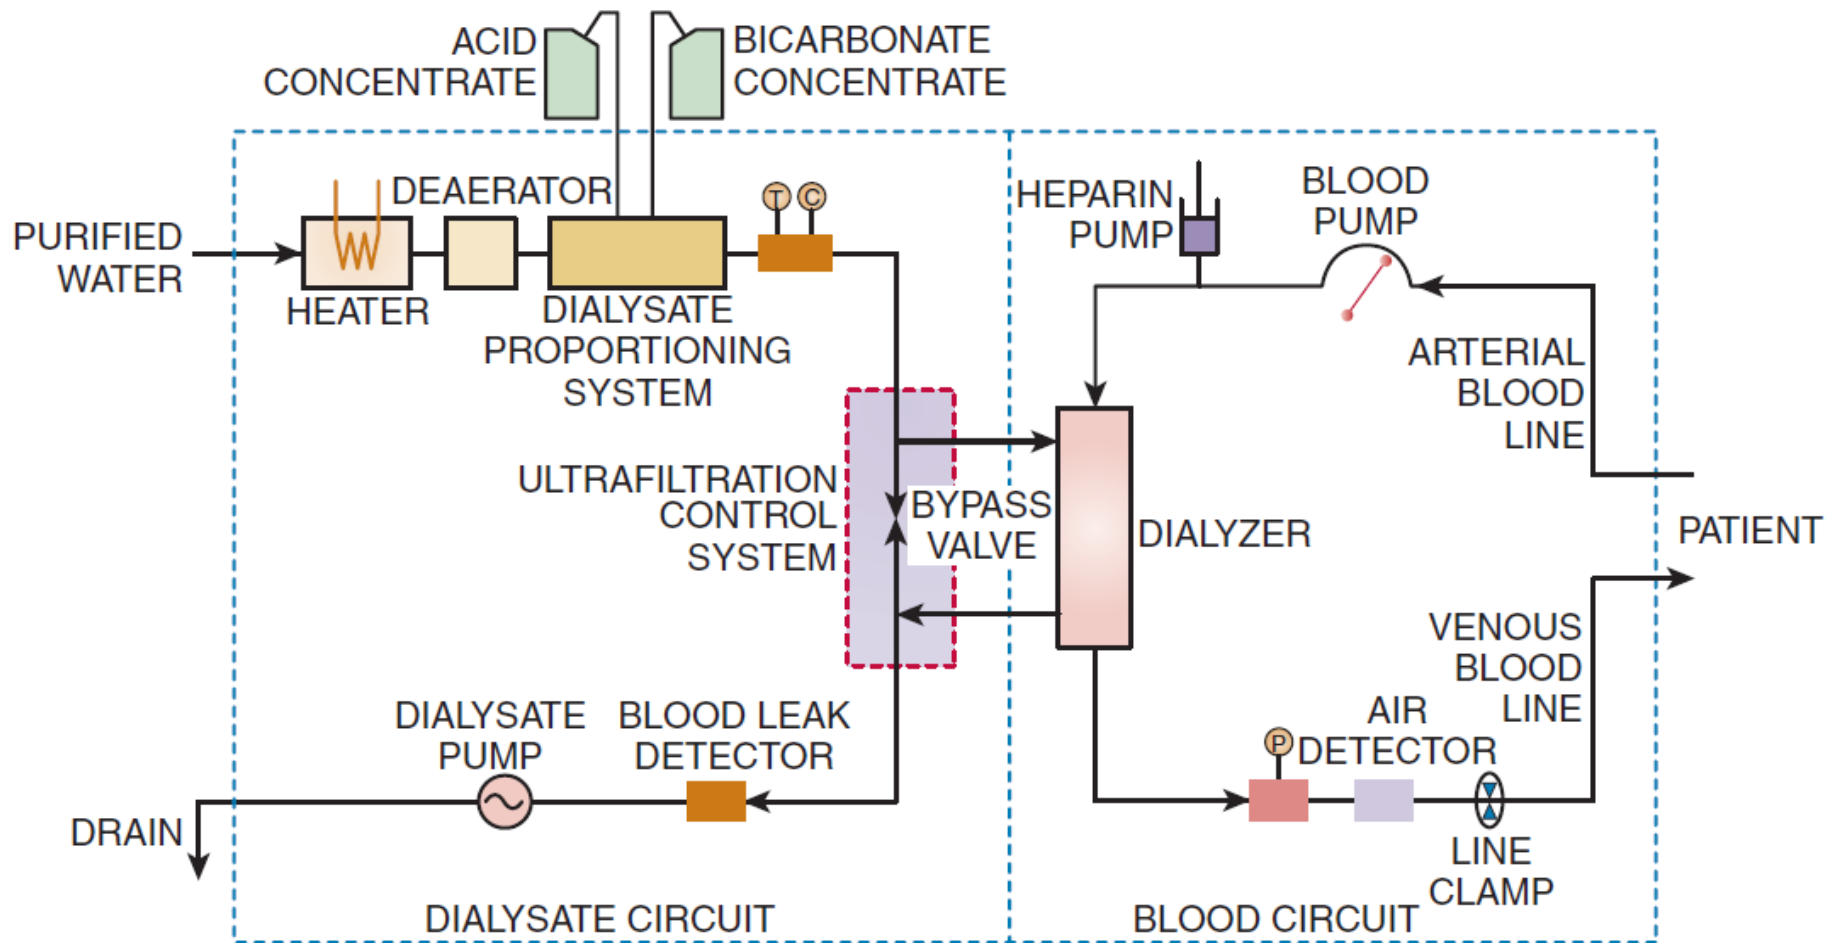 ACID
CONCENTRATE
BICARBONATE
CONCENTRATE
PURIFIED
WATER
HEATER
DEAERATOR
DIALYSATE
PROPORTIONING
SYSTEM
T
C
HEPARIN
PUMP
BLOOD
PUMP
ARTERIAL
BLOOD
LINE
ULTRAFILTRATION
CONTROL
SYSTEM
BYPASS
VALVE
DIALYZER
PATIENT
VENOUS
BLOOD
LINE
DIALYSATE
PUMP
BLOOD LEAK
DETECTOR
P
AIR
DETECTOR
LINE
CLAMP
DRAIN
DIALYSATE CIRCUIT
BLOOD CIRCUIT